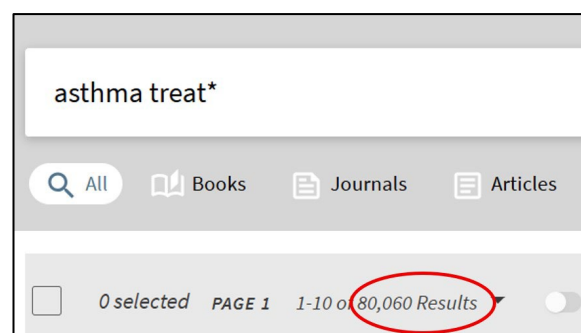 asthma treat*
All Books Journals Articles
0 selected PAGE 1 1-10 of 80,060 Results